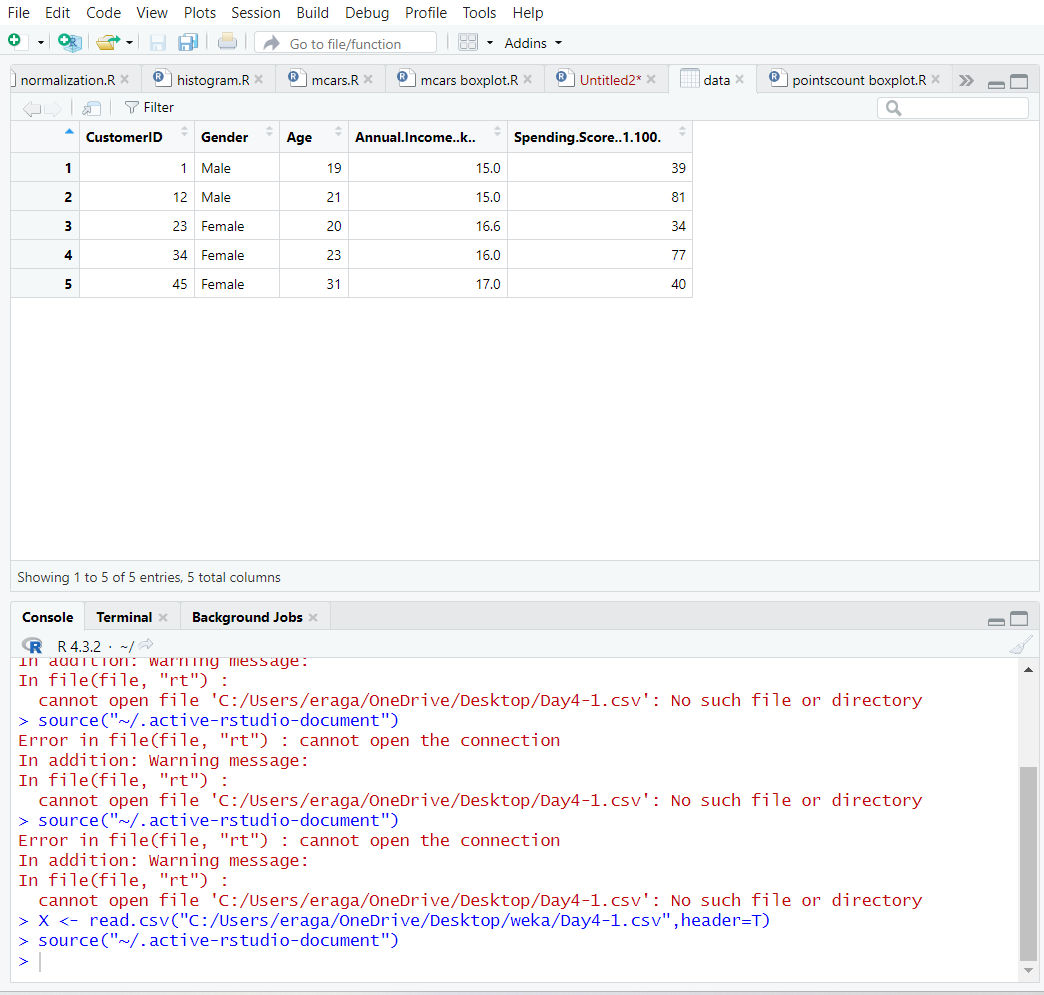 File Edit Code View Plots Session Build Debug Profile Tools Help
Go to file/function Addins
normalization.R histogram.R mcars.R mcars boxplot.R Untitled2* data pointscount boxplot.R
Filter
CustomerID Gender Age Annual.Income..k.. Spending.Score..1.100.
1 1 Male 19 15.0 39
2 12 Male 21 15.0 81
3 23 Female 20 16.6 34
4 34 Female 23 16.0 77
5 45 Female 31 17.0 40
Showing 1 to 5 of 5 entries, 5 total columns
Console Terminal Background Jobs
R R 4.3.2 · ~/
In addition: Warning message:
In file(file, "rt") :
cannot open file 'C:/Users/eraga/OneDrive/Desktop/Day4-1.csv': No such file or directory
> source("~/.active-rstudio-document")
Error in file(file, "rt") : cannot open the connection
In addition: Warning message:
In file(file, "rt") :
cannot open file 'C:/Users/eraga/OneDrive/Desktop/Day4-1.csv': No such file or directory
> source("~/.active-rstudio-document")
Error in file(file, "rt") : cannot open the connection
In addition: Warning message:
In file(file, "rt") :
cannot open file 'C:/Users/eraga/OneDrive/Desktop/Day4-1.csv': No such file or directory
> X <- read.csv("C:/Users/eraga/OneDrive/Desktop/weka/Day4-1.csv",header=T)
> source("~/.active-rstudio-document")
>